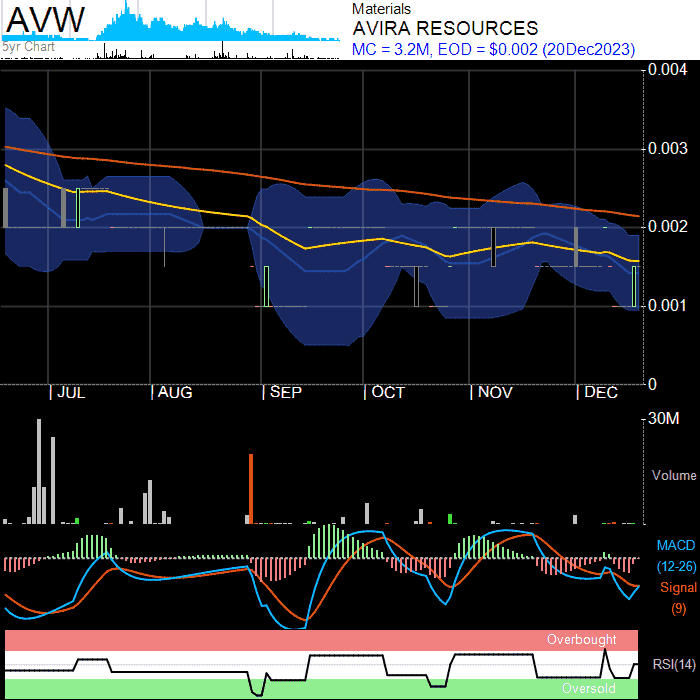 AVW
5yr Chart
Materials
AVIRA RESOURCES
MC = 3.2M, EOD = $0.002 (20Dec2023)
0.004
0.003
0.002
0.001
0
JUL AUG SEP OCT NOV DEC
30M
Volume
MACD
(12-26)
Signal
(9)
Overbought
RSI(14)
Oversold